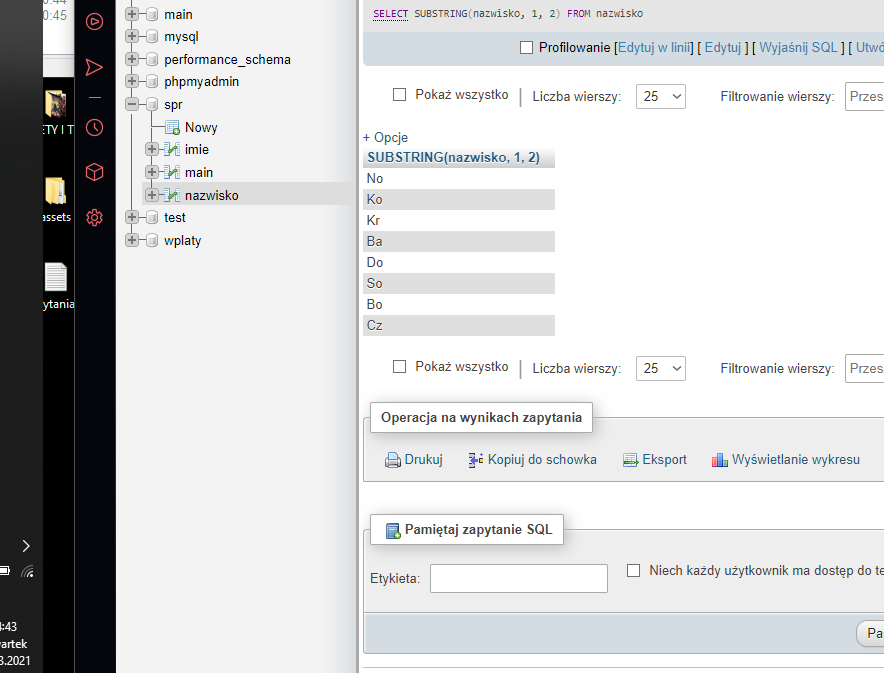 0:45
ETY I T
assets
ytania
:43
artek
3.2021
main
mysql
performance_schema
phpmyadmin
spr
Nowy
imie
main
nazwisko
test
wplaty
SELECT SUBSTRING(nazwisko, 1, 2) FROM nazwisko
Profilowanie [Edytuj w linii] [ Edytuj ] [ Wyjaśnij SQL ] [ Utwó
Pokaż wszystko | Liczba wierszy: 25 Filtrowanie wierszy: Przes
+ Opcje
SUBSTRING(nazwisko, 1, 2)
No
Ko
Kr
Ba
Do
So
Bo
Cz
Pokaż wszystko | Liczba wierszy: 25 Filtrowanie wierszy: Przes
Operacja na wynikach zapytania
Drukuj Kopiuj do schowka Eksport Wyświetlanie wykresu
Pamiętaj zapytanie SQL
Etykieta: Niech każdy użytkownik ma dostęp do te
Pa